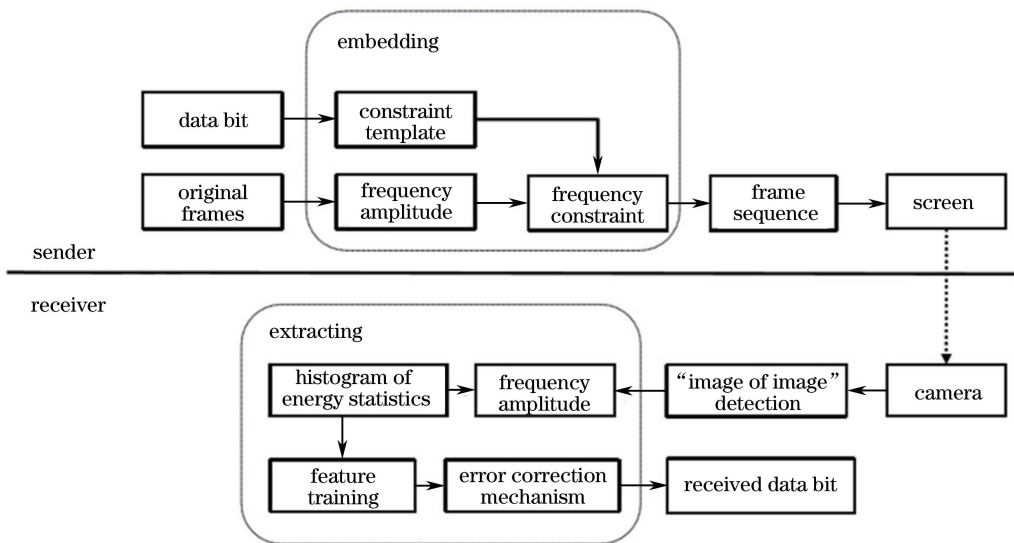 embedding
data bit
constraint
template
original
frames
frequency
amplitude
frequency
constraint
frame
sequence
screen
sender
receiver
extracting
histogram of
energy statistics
frequency
amplitude
“image of image”
detection
camera
feature
training
error correction
mechanism
received data bit